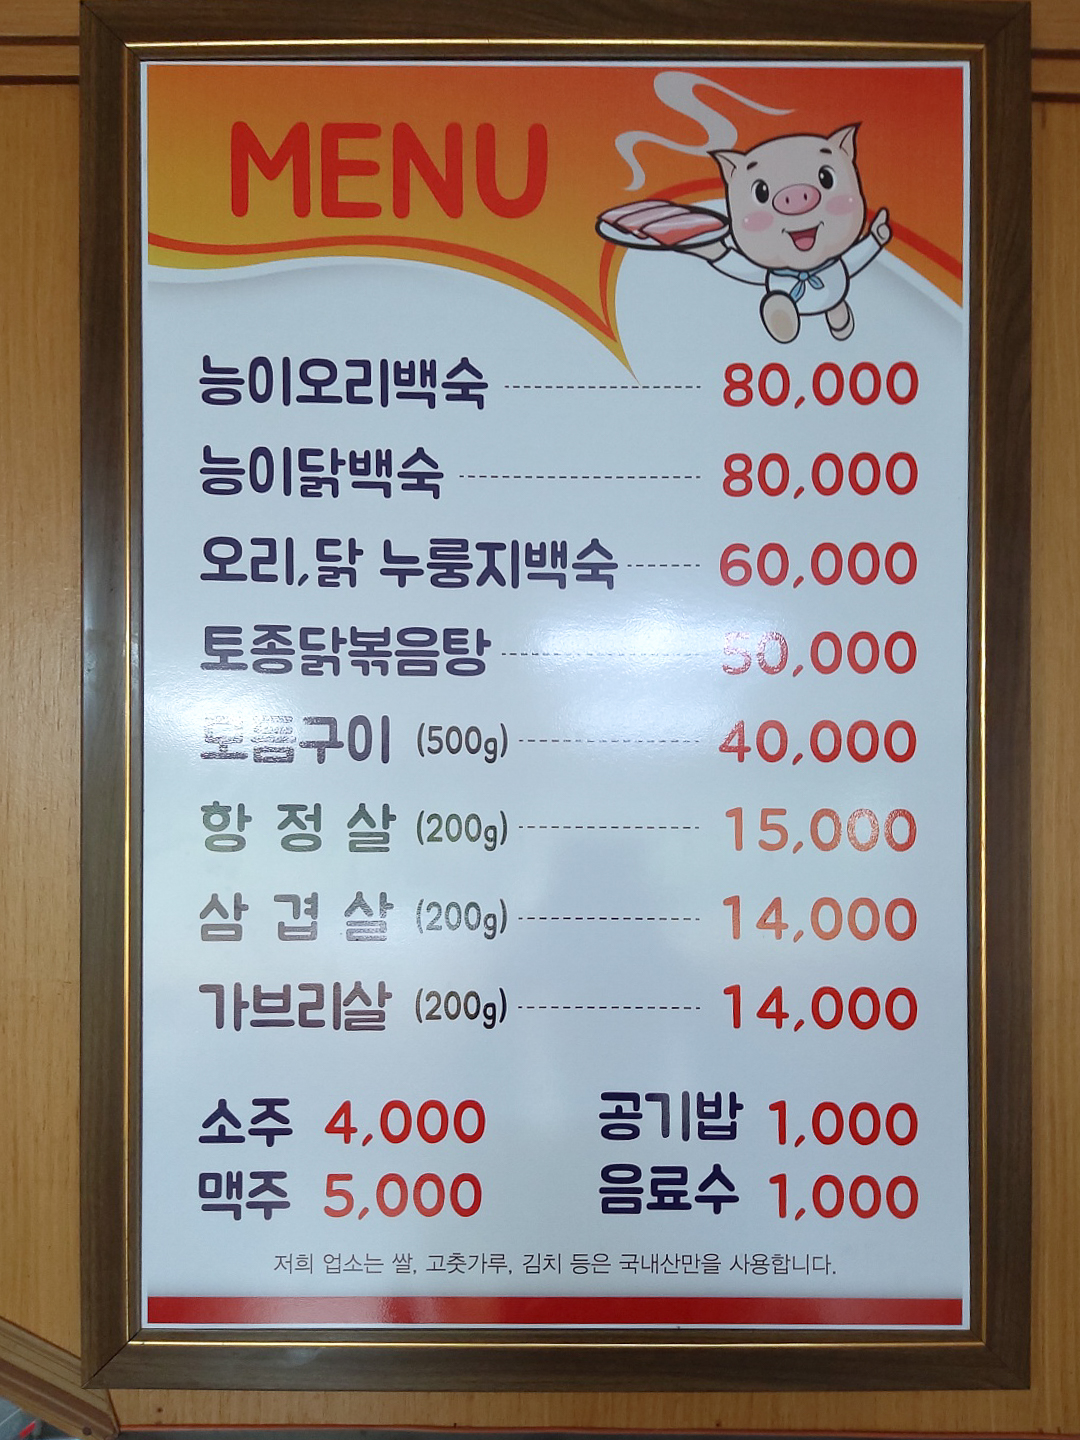 MENU
능이오리백숙 80,000
능이닭백숙 80,000
오리,닭 누룽지백숙 60,000
토종닭볶음탕 50,000
모듬구이 (500g) 40,000
항정살 (200g) 15,000
삼겹살 (200g) 14,000
가브리살 (200g) 14,000
소주 4,000 공기밥 1,000
맥주 5,000 음료수 1,000
저희 업소는 쌀, 고춧가루, 김치 등은 국내산만을 사용합니다.